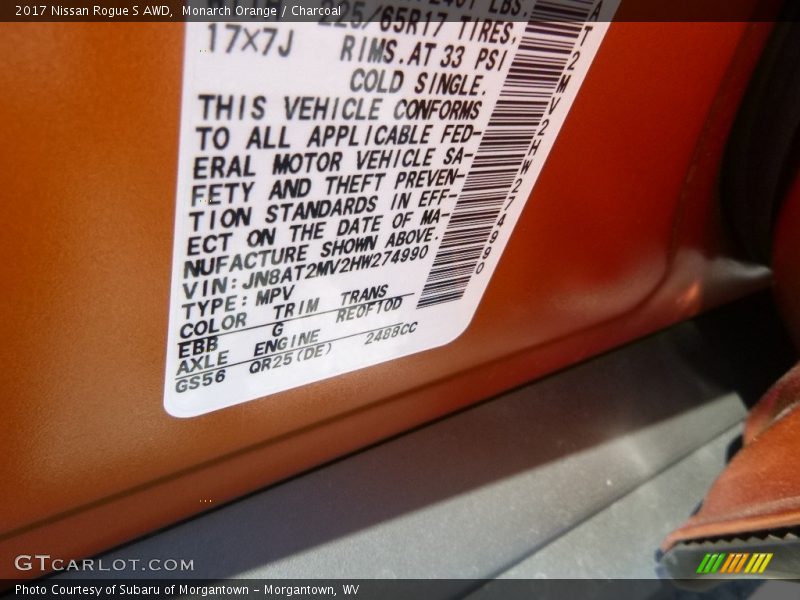 2017 Nissan Rogue S AWD, Monarch Orange / Charcoal
225/65R17 TIRES,
17X7J RIMS. AT 33 PSI
COLD SINGLE.
THIS VEHICLE CONFORMS
TO ALL APPLICABLE FED-
ERAL MOTOR VEHICLE SA-
FETY AND THEFT PREVEN-
TION STANDARDS IN EFF-
ECT ON THE DATE OF MA-
NUFACTURE SHOWN ABOVE.
VIN:JN8AT2MV2HW274990
TYPE:MPV
COLOR TRIM TRANS
EBB G RE0F10D
AXLE ENGINE
GS56 QR25(DE) 2488CC
AT2MV2HW274990
GTCARLOT.COM
Photo Courtesy of Subaru of Morgantown - Morgantown, WV